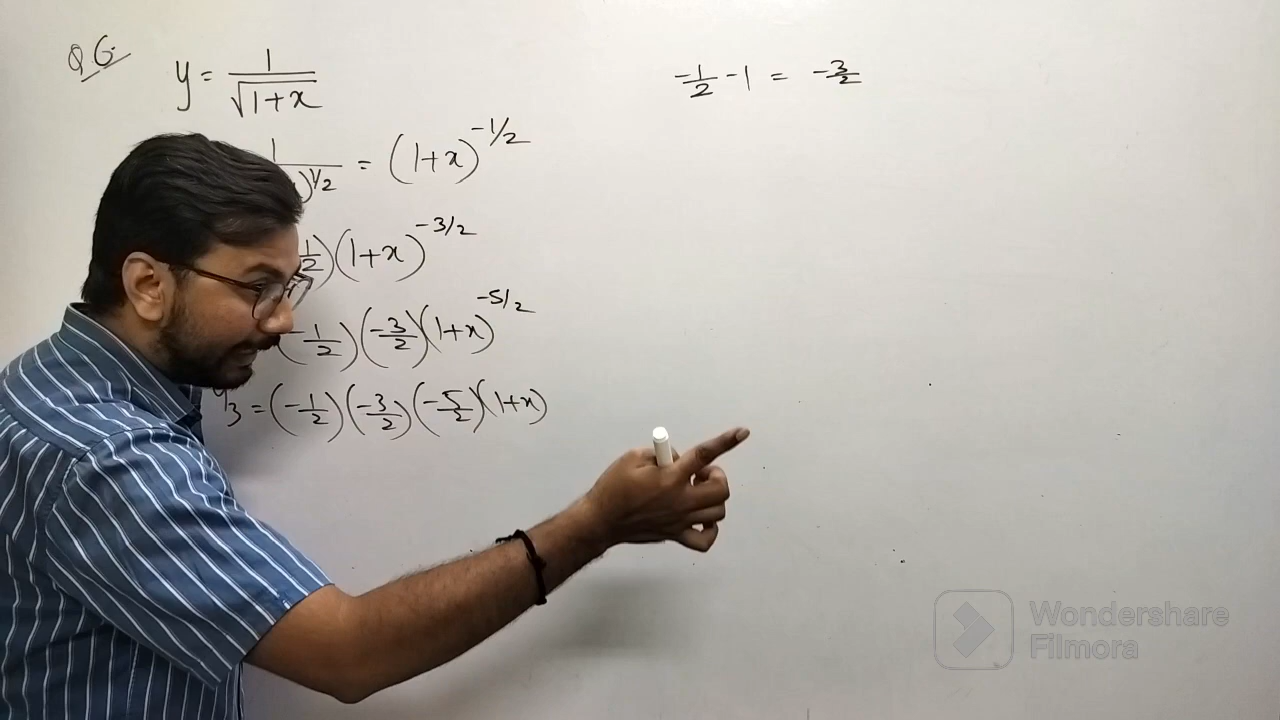 Q6.
y = 1/√(1+x)
1/( )^1/2 = (1+x)^-1/2
1/2)(1+x)^-3/2
(-1/2)(-3/2)(1+x)^-5/2
y3 = (-1/2)(-3/2)(-5/2)(1+x)
-1/2 -1 = -3/2
Wondershare
Filmora